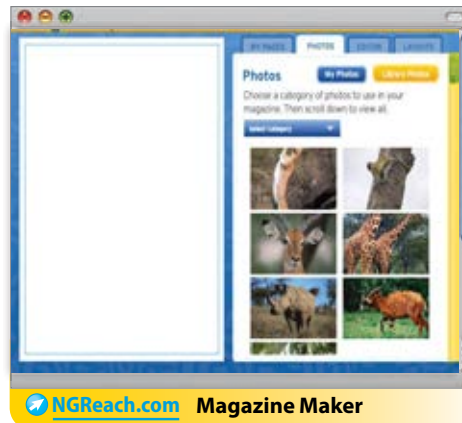 MY PAGES PHOTOS EDITOR LAYOUTS
Photos My Photos Library Photos
Choose a category of photos to use in your
magazine. Then scroll down to view all.
Select Category
NGReach.com Magazine Maker